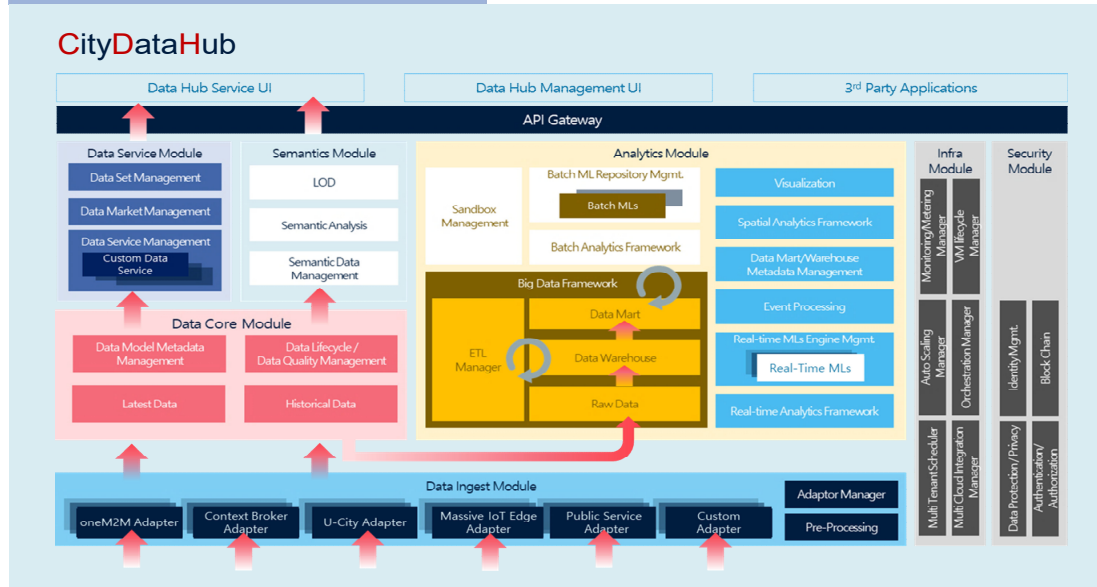 CityDataHub
Data Hub Service UI
Data Hub Management UI
3rd Party Applications
API Gateway
Data Service Module
Data Set Management
Data Market Management
Data Service Management
Custom Data
Service
Semantics Module
LOD
Semantic Analysis
Semantic Data
Management
Analytics Module
Sandbox
Management
Batch ML Repository Mgmt.
Batch MLs
Batch Analytics Framework
Big Data Framework
ETL
Manager
Data Mart
Data Warehouse
Raw Data
Visualization
Spatial Analytics Framework
Data Mart/Warehouse
Metadata Management
Event Processing
Real-time MLs Engine Mgmt.
Real-Time MLs
Real-time Analytics Framework
Infra
Module
Monitoring/Metering
Manager
VM lifecycle
Manager
Auto Scaling
Manager
Orchestration Manager
Multi Tenant Scheduler
Multi Cloud Integration
Manager
Security
Module
Identity Mgmt.
Block Chain
Data Protection / Privacy
Authentication/
Authorization
Data Core Module
Data Model Metadata
Management
Data Lifecycle /
Data Quality Management
Latest Data
Historical Data
Data Ingest Module
oneM2M Adapter
Context Broker
Adapter
U-City Adapter
Massive IoT Edge
Adapter
Public Service
Adapter
Custom
Adapter
Adaptor Manager
Pre-Processing